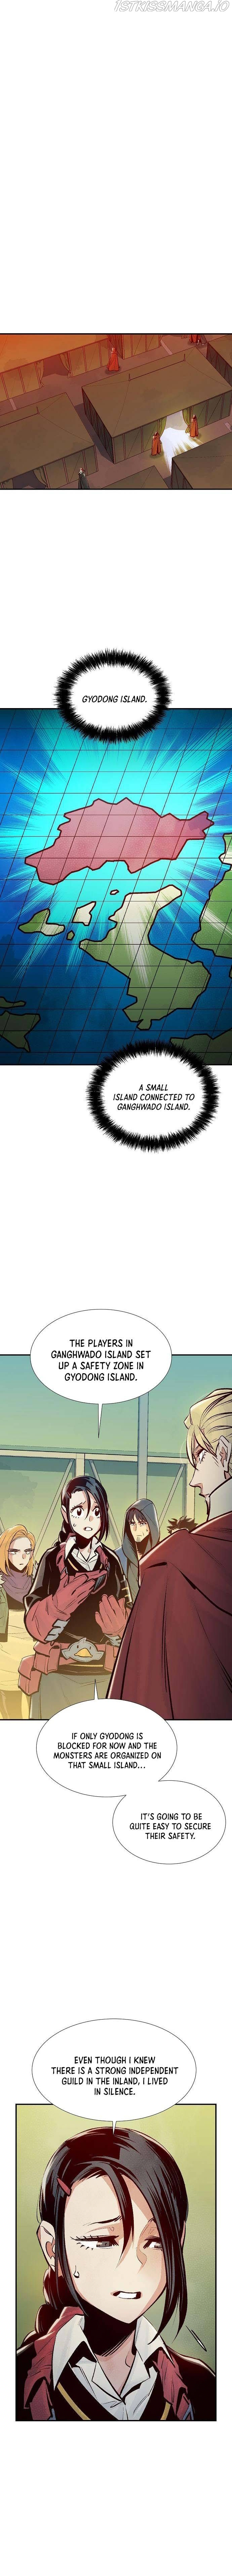 1STKISSMANGA.IO
GYODONG ISLAND.
A SMALL
ISLAND CONNECTED TO
GANGHWADO ISLAND.
THE PLAYERS IN
GANGHWADO ISLAND SET
UP A SAFETY ZONE IN
GYODONG ISLAND.
IF ONLY GYODONG IS
BLOCKED FOR NOW AND THE
MONSTERS ARE ORGANIZED ON
THAT SMALL ISLAND...
IT'S GOING TO BE
QUITE EASY TO SECURE
THEIR SAFETY.
EVEN THOUGH I KNEW
THERE IS A STRONG INDEPENDENT
GUILD IN THE INLAND, I LIVED
IN SILENCE.